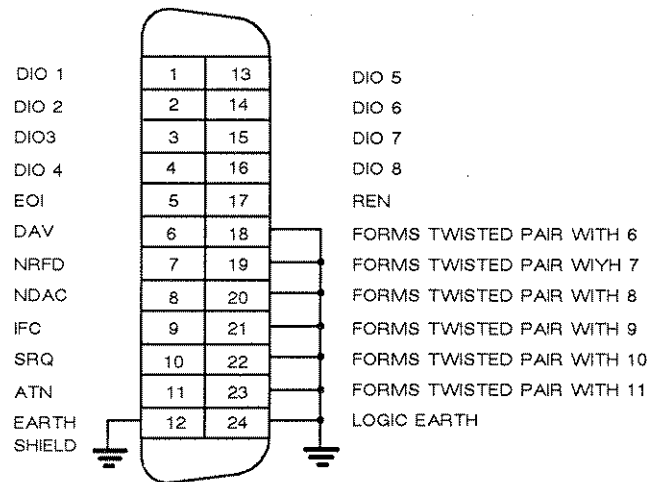 DIO 1 1 13 DIO 5
DIO 2 2 14 DIO 6
DIO3 3 15 DIO 7
DIO 4 4 16 DIO 8
EOI 5 17 REN
DAV 6 18 FORMS TWISTED PAIR WITH 6
NRFD 7 19 FORMS TWISTED PAIR WIYH 7
NDAC 8 20 FORMS TWISTED PAIR WITH 8
IFC 9 21 FORMS TWISTED PAIR WITH 9
SRQ 10 22 FORMS TWISTED PAIR WITH 10
ATN 11 23 FORMS TWISTED PAIR WITH 11
EARTH 12 24 LOGIC EARTH
SHIELD